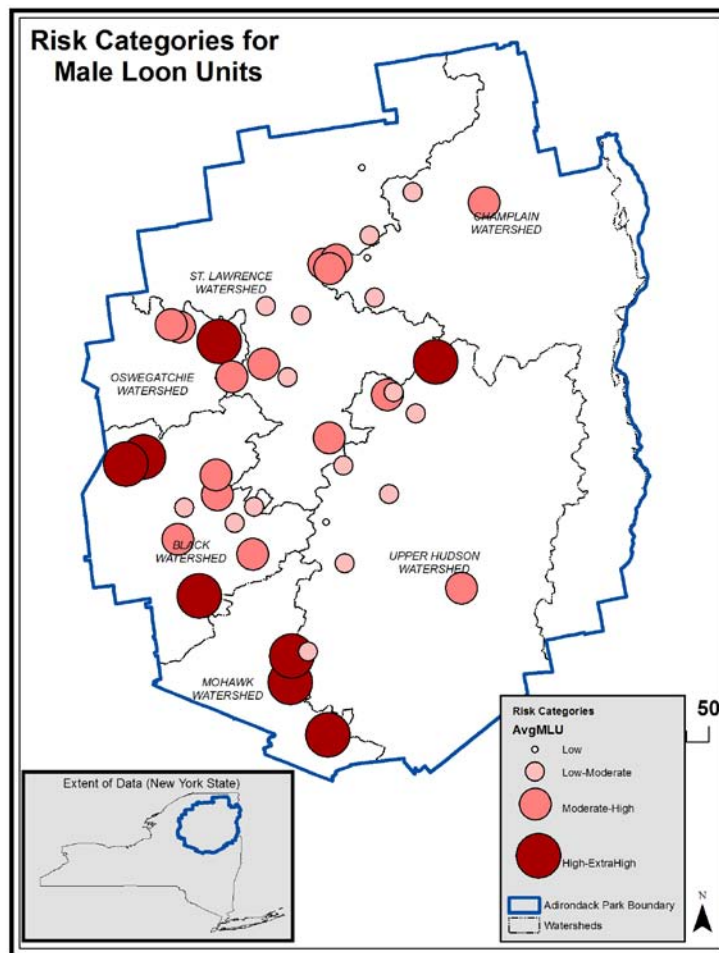 Risk Categories for
Male Loon Units
CHAMPLAIN
WATERSHED
ST. LAWRENCE
WATERSHED
OSWEGATCHIE
WATERSHED
BLACK
WATERSHED
UPPER HUDSON
WATERSHED
MOHAWK
WATERSHED
50
Risk Categories
AvgMLU
Low
Low-Moderate
Moderate-High
High-ExtraHigh
Adirondack Park Boundary
Watersheds
N
Extent of Data (New York State)